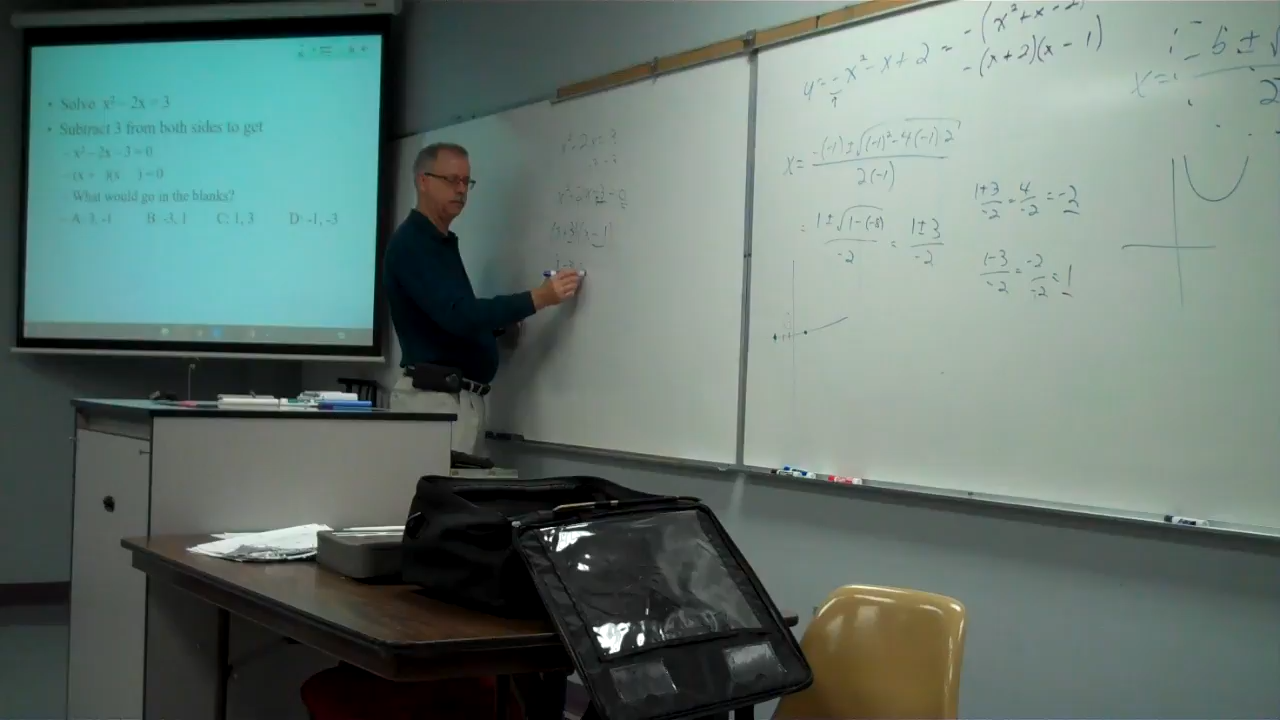 • Solve x² – 2x = 3
• Subtract 3 from both sides to get
– x² – 2x – 3 = 0
– (x + )(x ) = 0
What would go in the blanks?
A: 3, -1 B: -3, 1 C: 1, 3 D: -1, -3
(x+3)(x-1)
y = -x² - x + 2 = -(x² + x - 2)
-(x+2)(x-1)
x = -(-1) ± √(-1)² - 4(-1)2 / 2(-1)
= 1 ± √1-(-8) / -2 = 1 ± 3 / -2
1+3 / -2 = 4 / -2 = -2
1-3 / -2 = -2 / -2 = 1
x = - b ± √
2